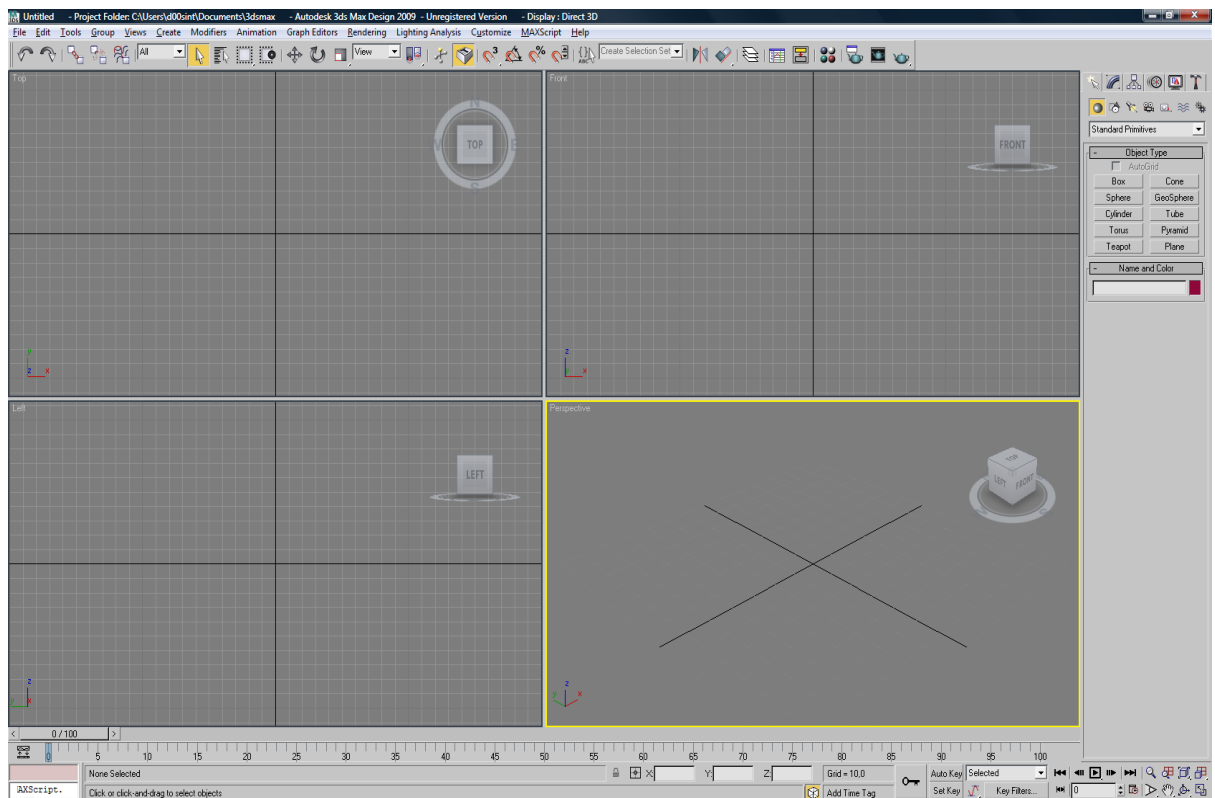 Untitled - Project Folder: C:\Users\d00sint\Documents\3dsmax - Autodesk 3ds Max Design 2009 - Unregistered Version - Display : Direct 3D
File Edit Tools Group Views Create Modifiers Animation Graph Editors Rendering Lighting Analysis Customize MAXScript Help
All View ABC Create Selection Set
Top
N
TOP
E
S
y
z x
Front
FRONT
z
x
Left
LEFT
z
y x
Perspective
TOP
LEFT FRONT
S
z
y x
Standard Primitives
- Object Type
AutoGrid
Box Cone
Sphere GeoSphere
Cylinder Tube
Torus Pyramid
Teapot Plane
- Name and Color
< 0 / 100 >
0 5 10 15 20 25 30 35 40 45 50 55 60 65 70 75 80 85 90 95 100
None Selected X: Y: Z: Grid = 10,0 Auto Key Selected
Click or click-and-drag to select objects Add Time Tag Set Key Key Filters... 0